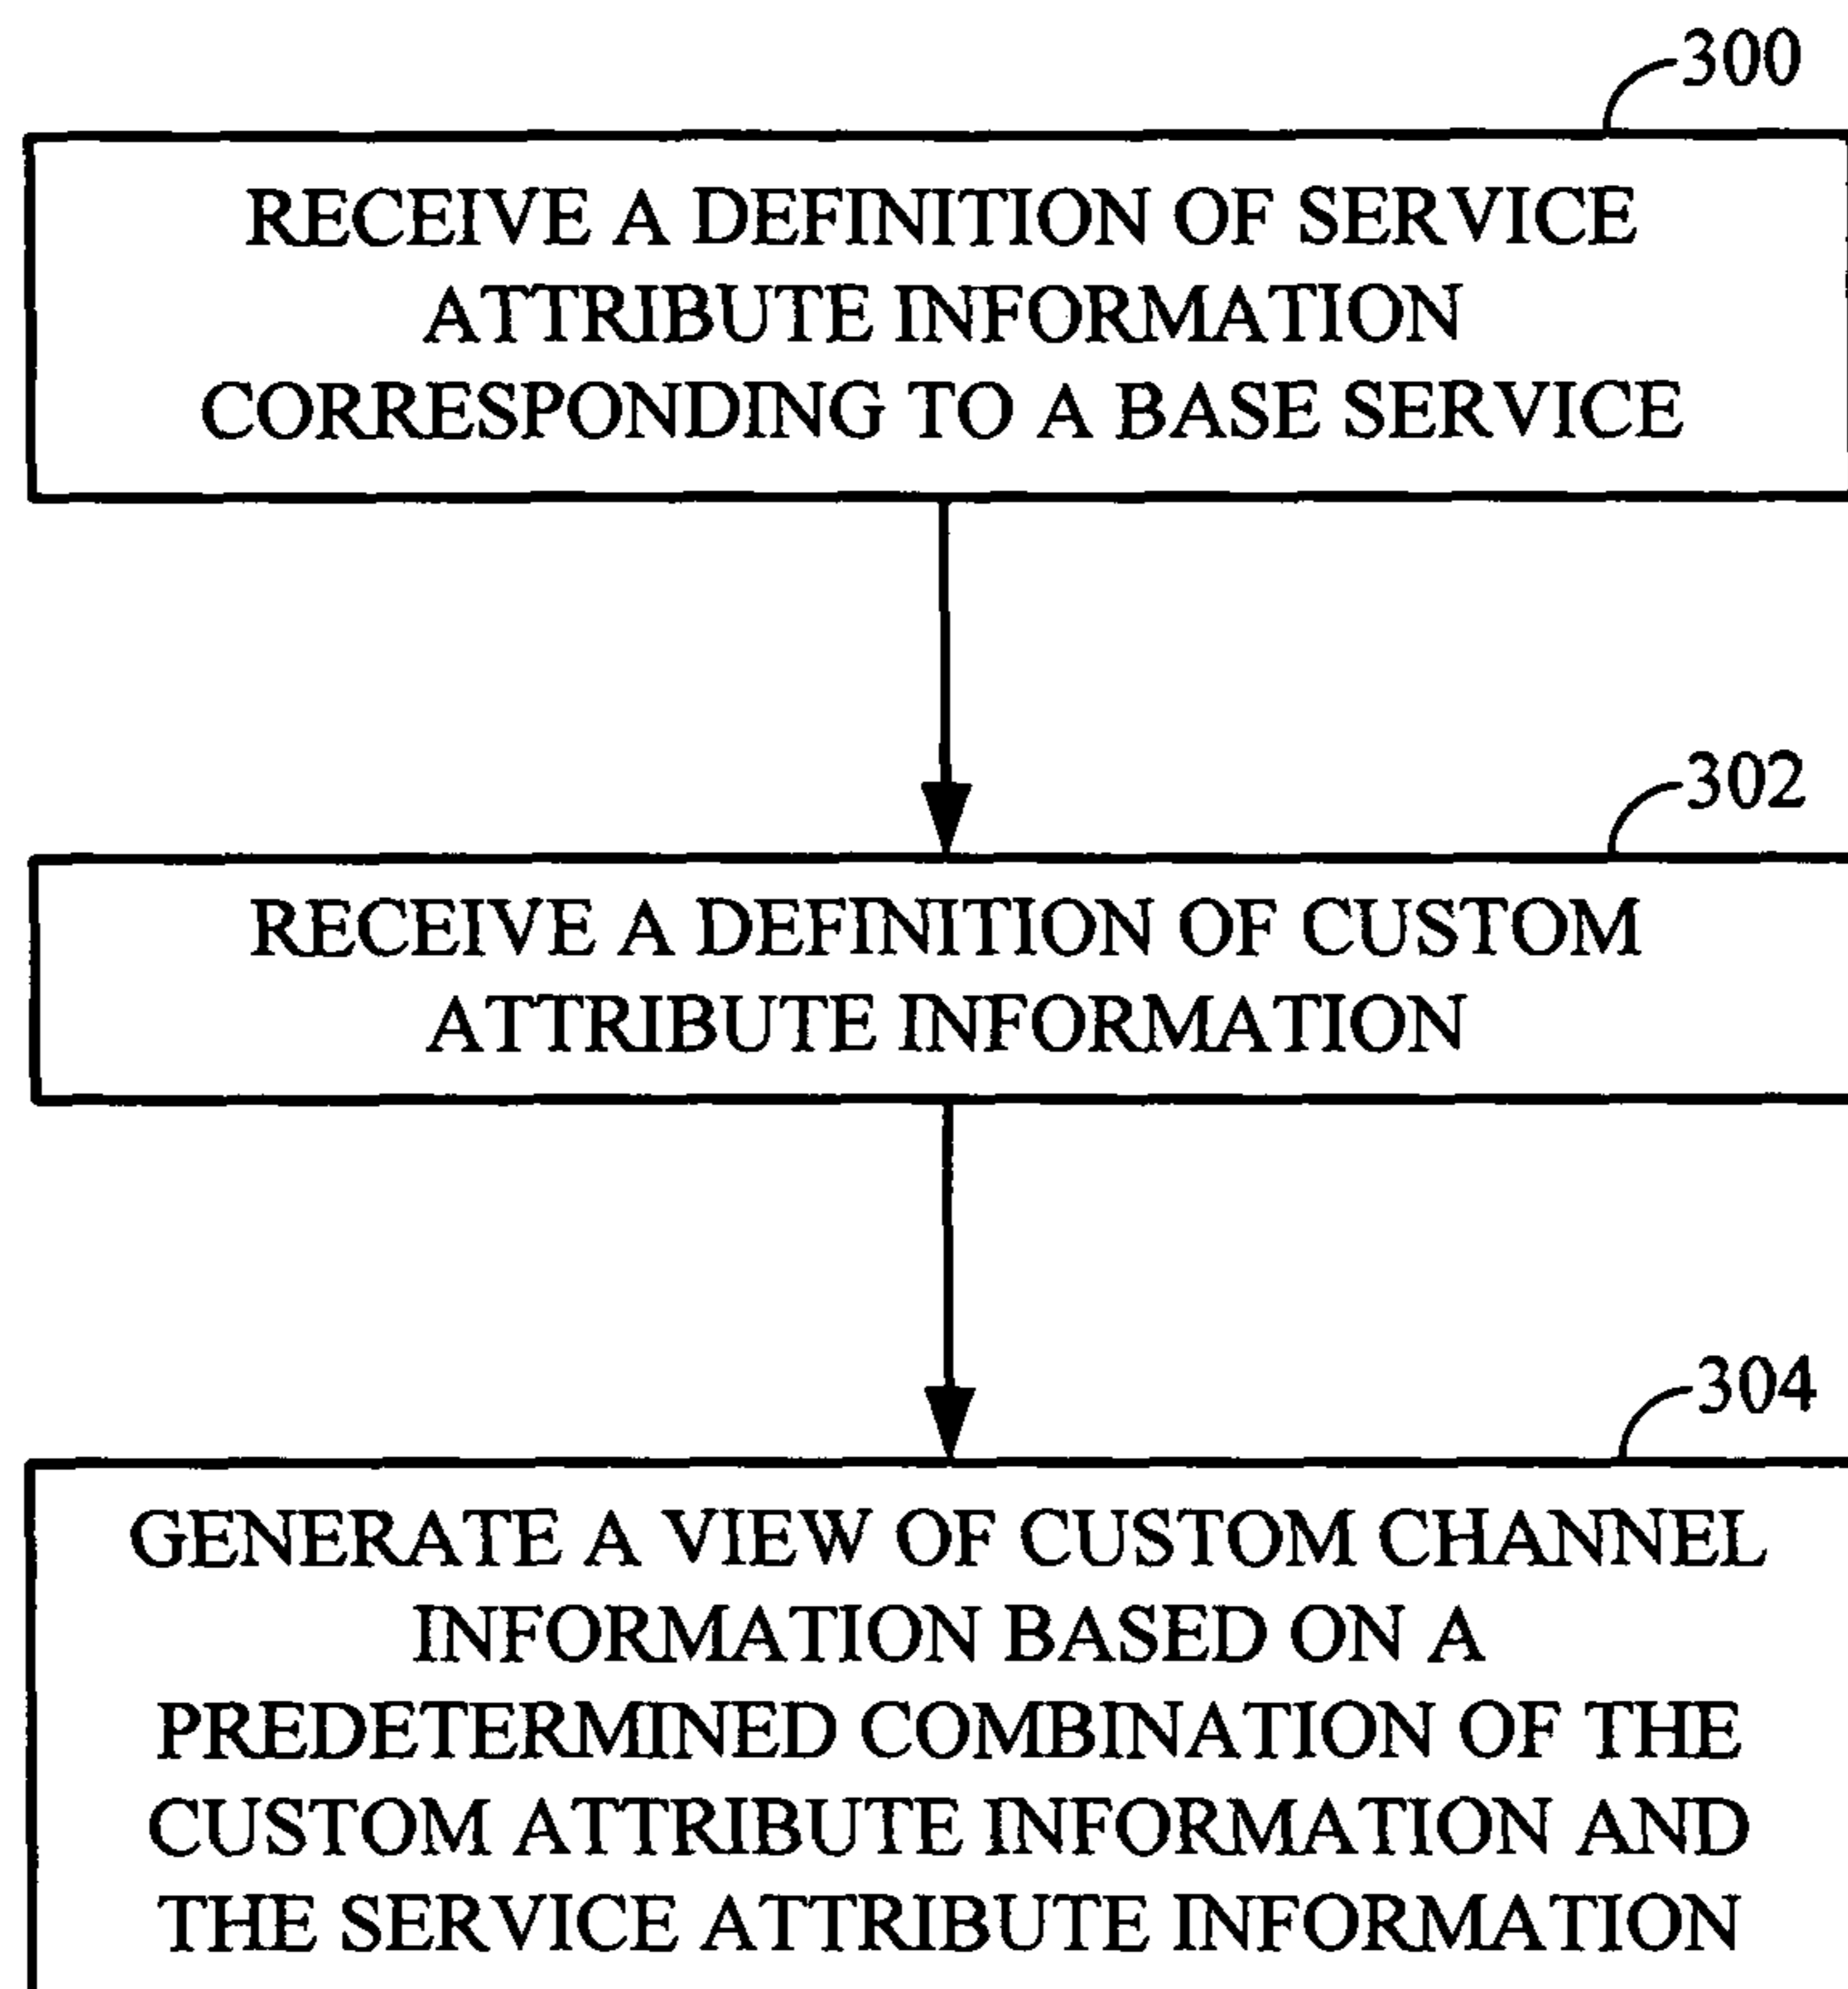 300
RECEIVE A DEFINITION OF SERVICE
ATTRIBUTE INFORMATION
CORRESPONDING TO A BASE SERVICE
302
RECEIVE A DEFINITION OF CUSTOM
ATTRIBUTE INFORMATION
304
GENERATE A VIEW OF CUSTOM CHANNEL
INFORMATION BASED ON A
PREDETERMINED COMBINATION OF THE
CUSTOM ATTRIBUTE INFORMATION AND
THE SERVICE ATTRIBUTE INFORMATION